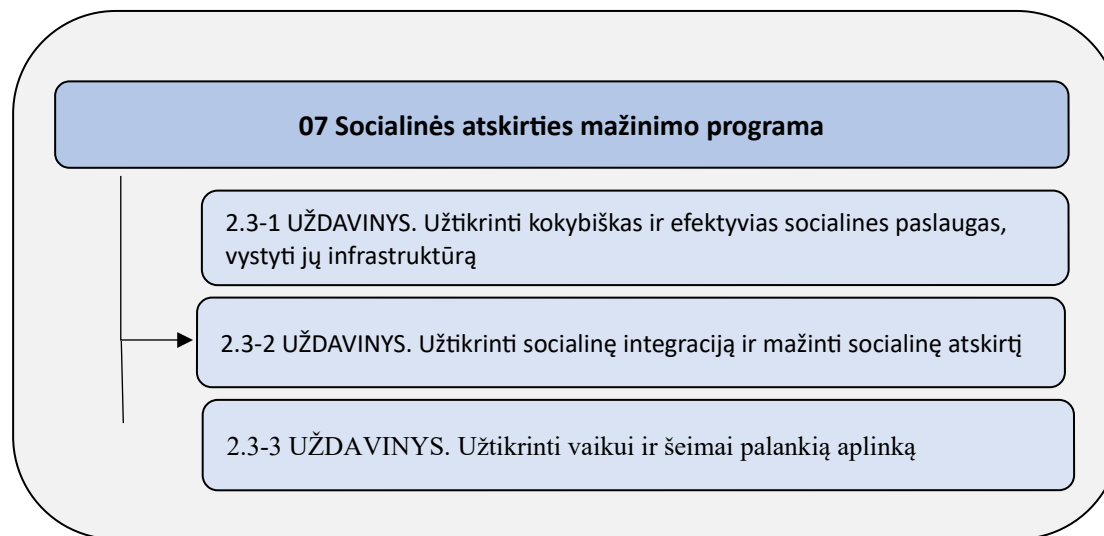 07 Socialinės atskirties mažinimo programa
2.3-1 UŽDAVINYS. Užtikrinti kokybiškas ir efektyvias socialines paslaugas,
vystyti jų infrastruktūrą
2.3-2 UŽDAVINYS. Užtikrinti socialinę integraciją ir mažinti socialinę atskirtį
2.3-3 UŽDAVINYS. Užtikrinti vaikui ir šeimai palankią aplinką